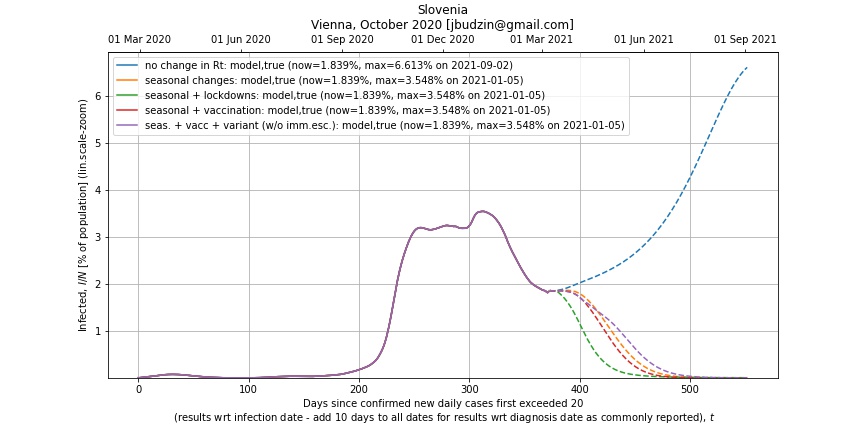 Slovenia
Vienna, October 2020 [jbudzin@gmail.com]
01 Mar 2020 01 Jun 2020 01 Sep 2020 01 Dec 2020 01 Mar 2021 01 Jun 2021 01 Sep 2021
no change in Rt: model,true (now=1.839%, max=6.613% on 2021-09-02)
seasonal changes: model,true (now=1.839%, max=3.548% on 2021-01-05)
seasonal + lockdowns: model,true (now=1.839%, max=3.548% on 2021-01-05)
seasonal + vaccination: model,true (now=1.839%, max=3.548% on 2021-01-05)
seas. + vacc + variant (w/o imm.esc.): model,true (now=1.839%, max=3.548% on 2021-01-05)
Infected, I/N [% of population] (lin.scale-zoom)
6
5
4
3
2
1
0 100 200 300 400 500
Days since confirmed new daily cases first exceeded 20
(results wrt infection date - add 10 days to all dates for results wrt diagnosis date as commonly reported), t